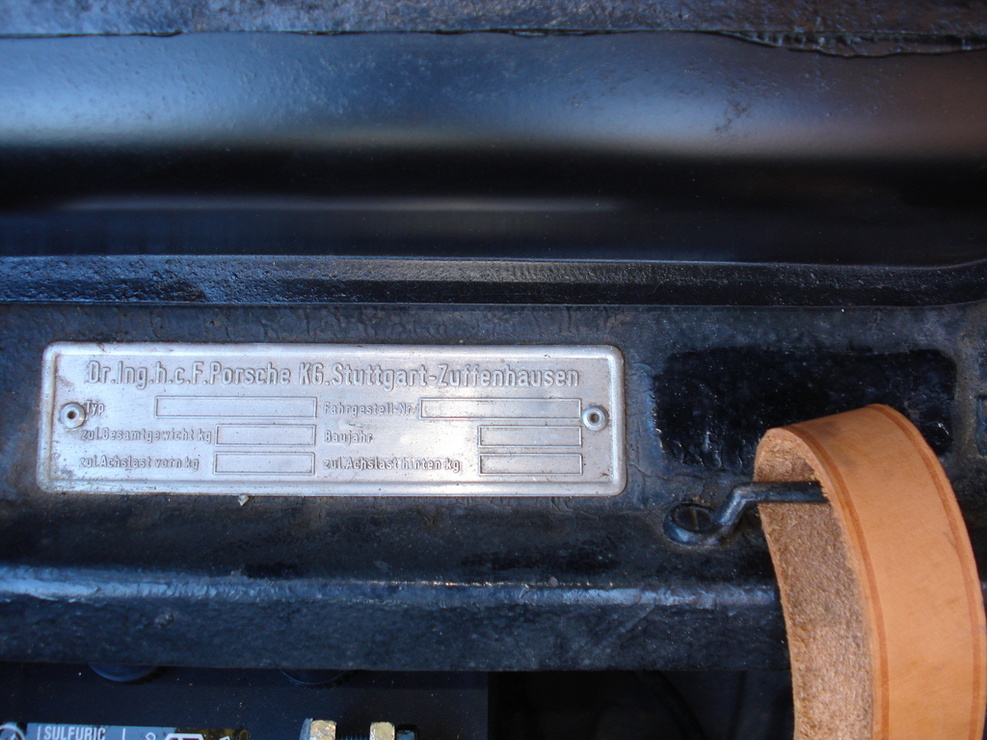 Dr.Ing.h.c.F.Porsche KG.Stuttgart-Zuffenhausen
Typ Fahrgestell-Nr.
zul.Gesamtgewicht kg Baujahr
zul.Achslast vorn kg zul.Achslast hinten kg
SULFURIC